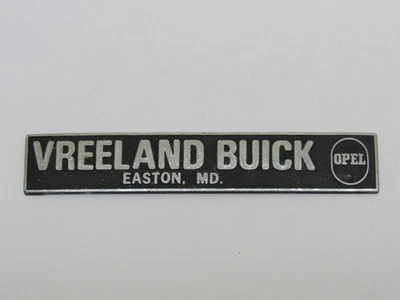 VREELAND BUICK
EASTON, MD.
OPEL